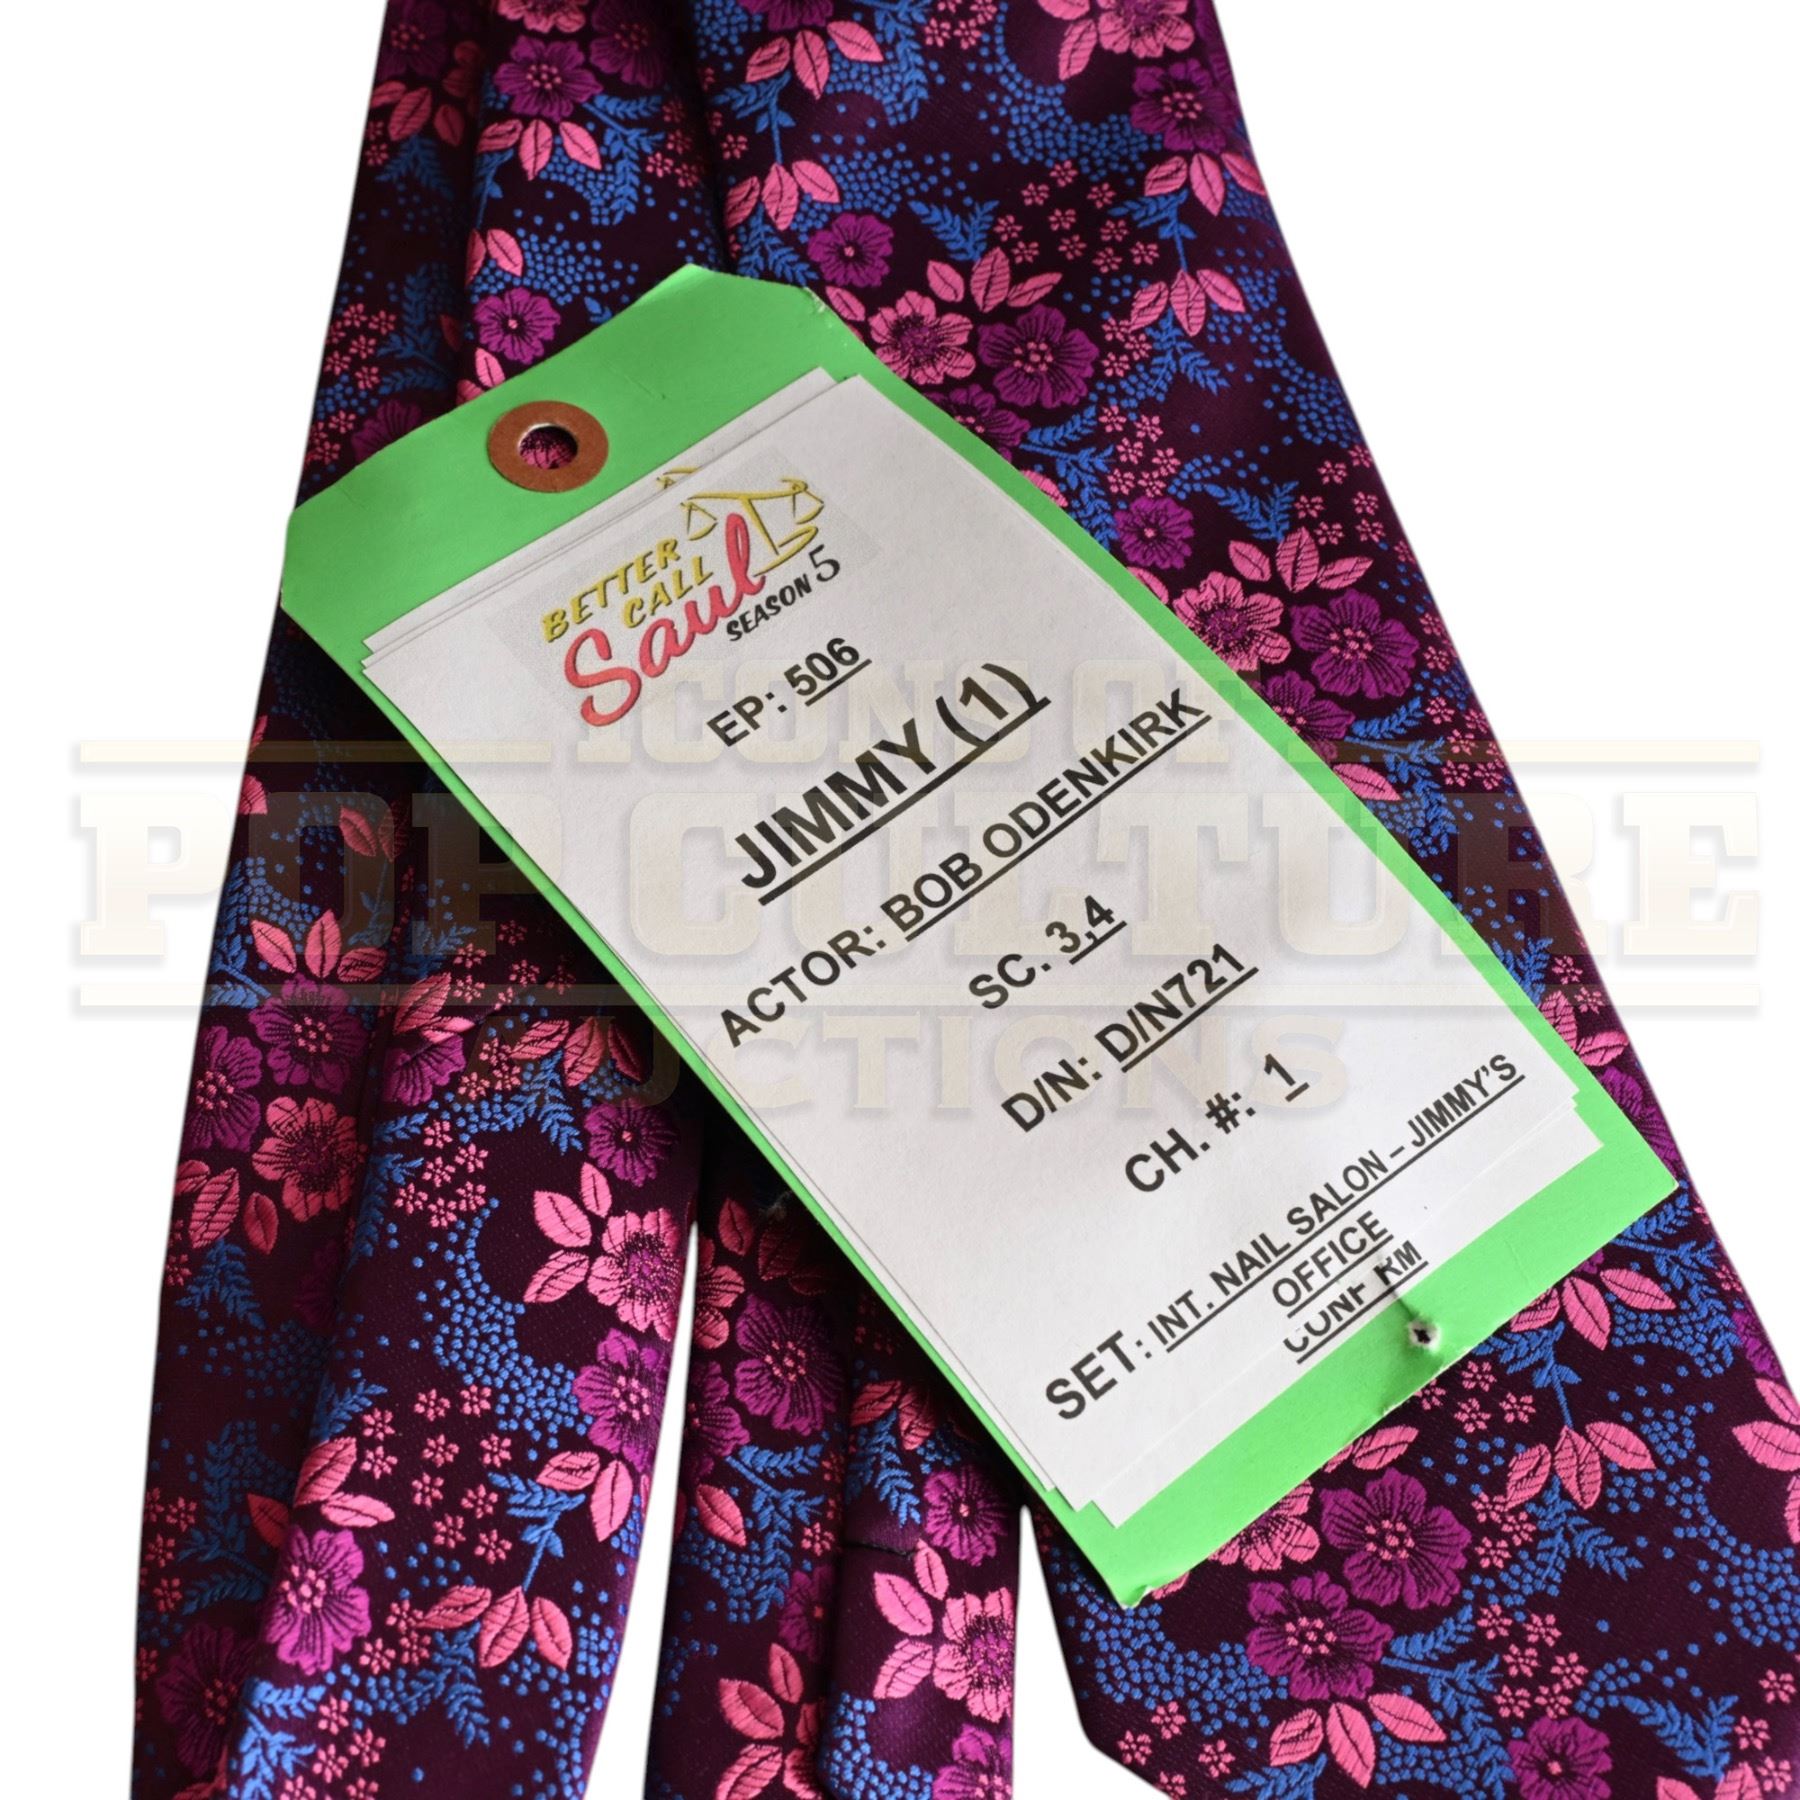 BETTER
CALL
Saul
SEASON 5
EP: 506
JIMMY (1)
ACTOR: BOB ODENKIRK
SC. 3,4
D/N: D/N721
CH. #: 1
SET: INT. NAIL SALON – JIMMY'S
OFFICE
RM
ICONS OF
POP CULTURE
AUCTIONS